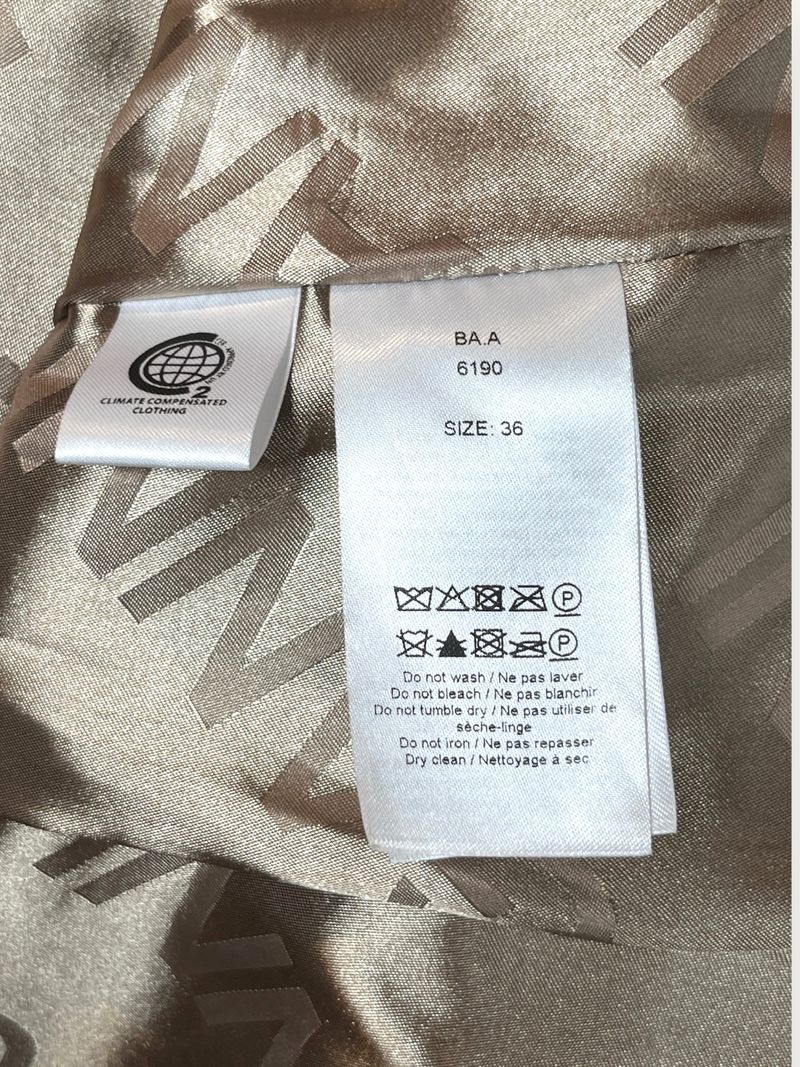 2
CLIMATE COMPENSATED
CLOTHING
BA.A
6190
SIZE: 36
P
P
Do not wash / Ne pas laver
Do not bleach / Ne pas blanchir
Do not tumble dry / Ne pas utiliser de
sèche-linge
Do not iron / Ne pas repasser
Dry clean / Nettoyage à sec